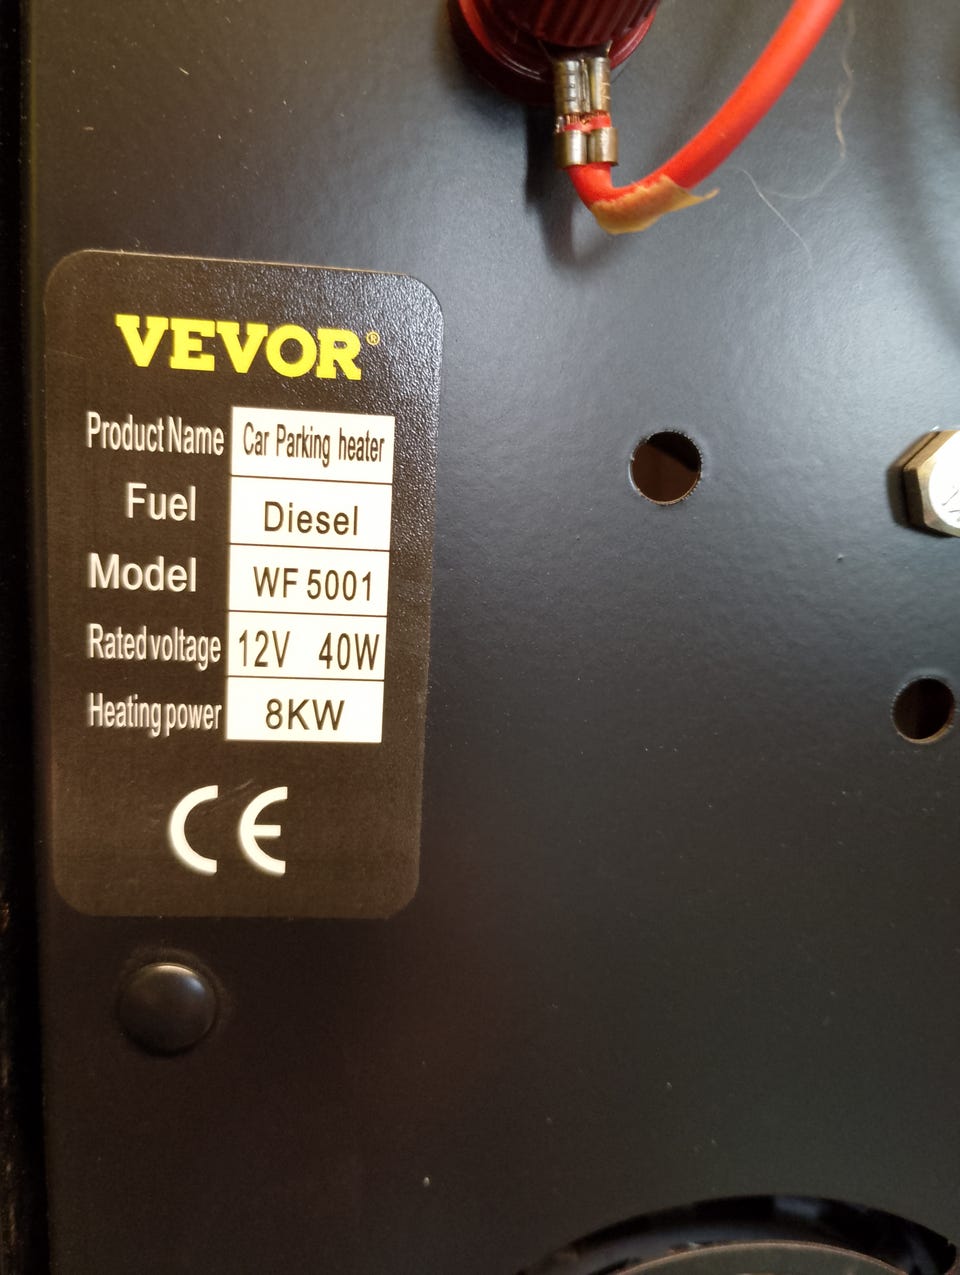 VEVOR®
Product Name Car Parking heater
Fuel Diesel
Model WF 5001
Rated voltage 12V 40W
Heating power 8KW
CE